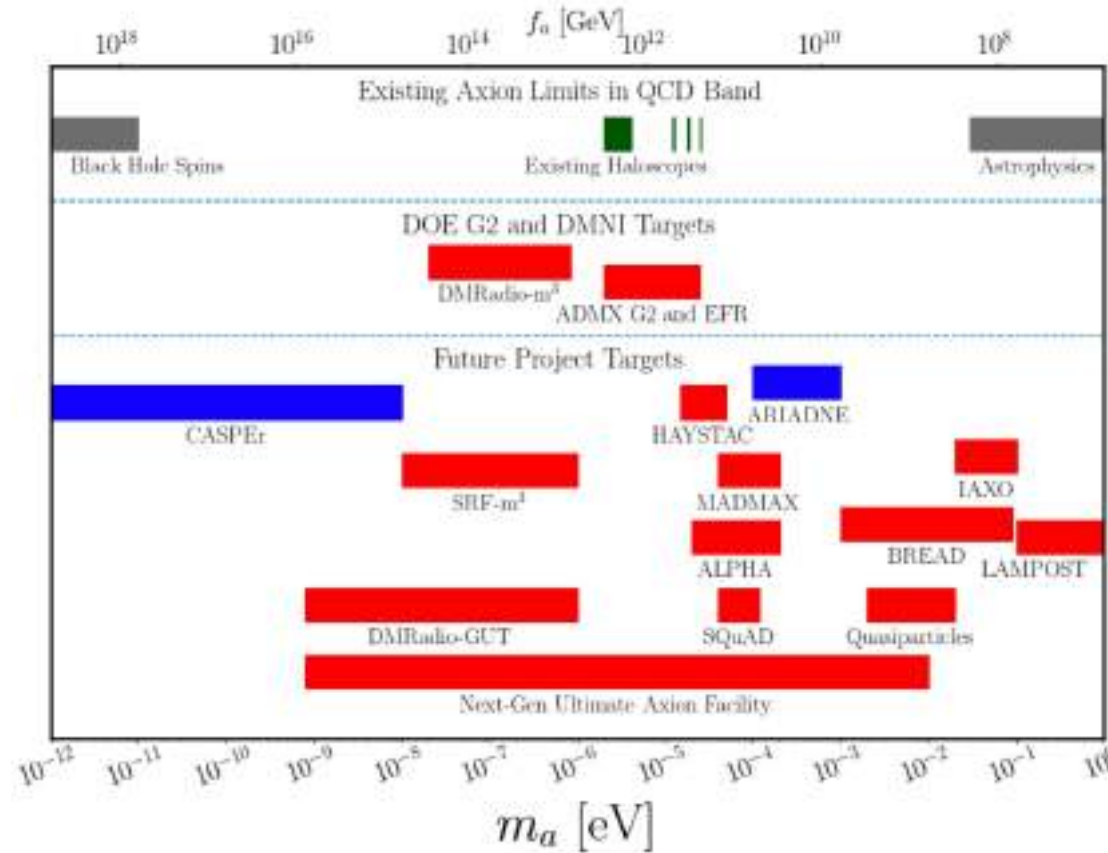 f_a [GeV]
10^18 10^16 10^14 10^12 10^10 10^8
Existing Axion Limits in QCD Band
Black Hole Spins Existing Haloscopes Astrophysics
DOE G2 and DMNI Targets
DMRadio-m³
ADMX G2 and EFR
Future Project Targets
ARIADNE
CASPEr HAYSTAC
SRF-m³ MADMAX IAXO
BREAD
ALPHA LAMPOST
DMRadio-GUT SQuAD Quasiparticles
Next-Gen Ultimate Axion Facility
10^-12 10^-11 10^-10 10^-9 10^-8 10^-7 10^-6 10^-5 10^-4 10^-3 10^-2 10^-1
m_a [eV]